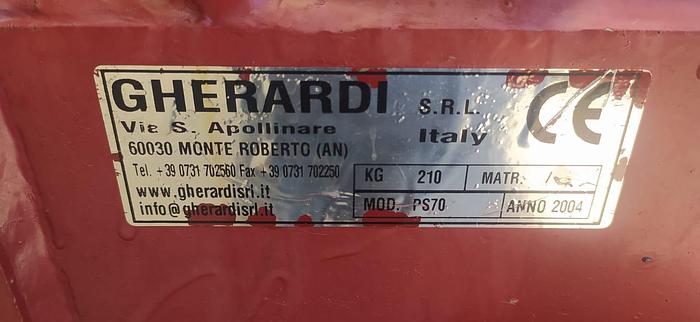 GHERARDI S.R.L. CE
Via S. Apollinare Italy
60030 MONTE ROBERTO (AN)
Tel. +39 0731 702560 Fax +39 0731 702250
www.gherardisrl.it
info@gherardisrl.it
KG 210 MATR. /
MOD. PS70 ANNO 2004